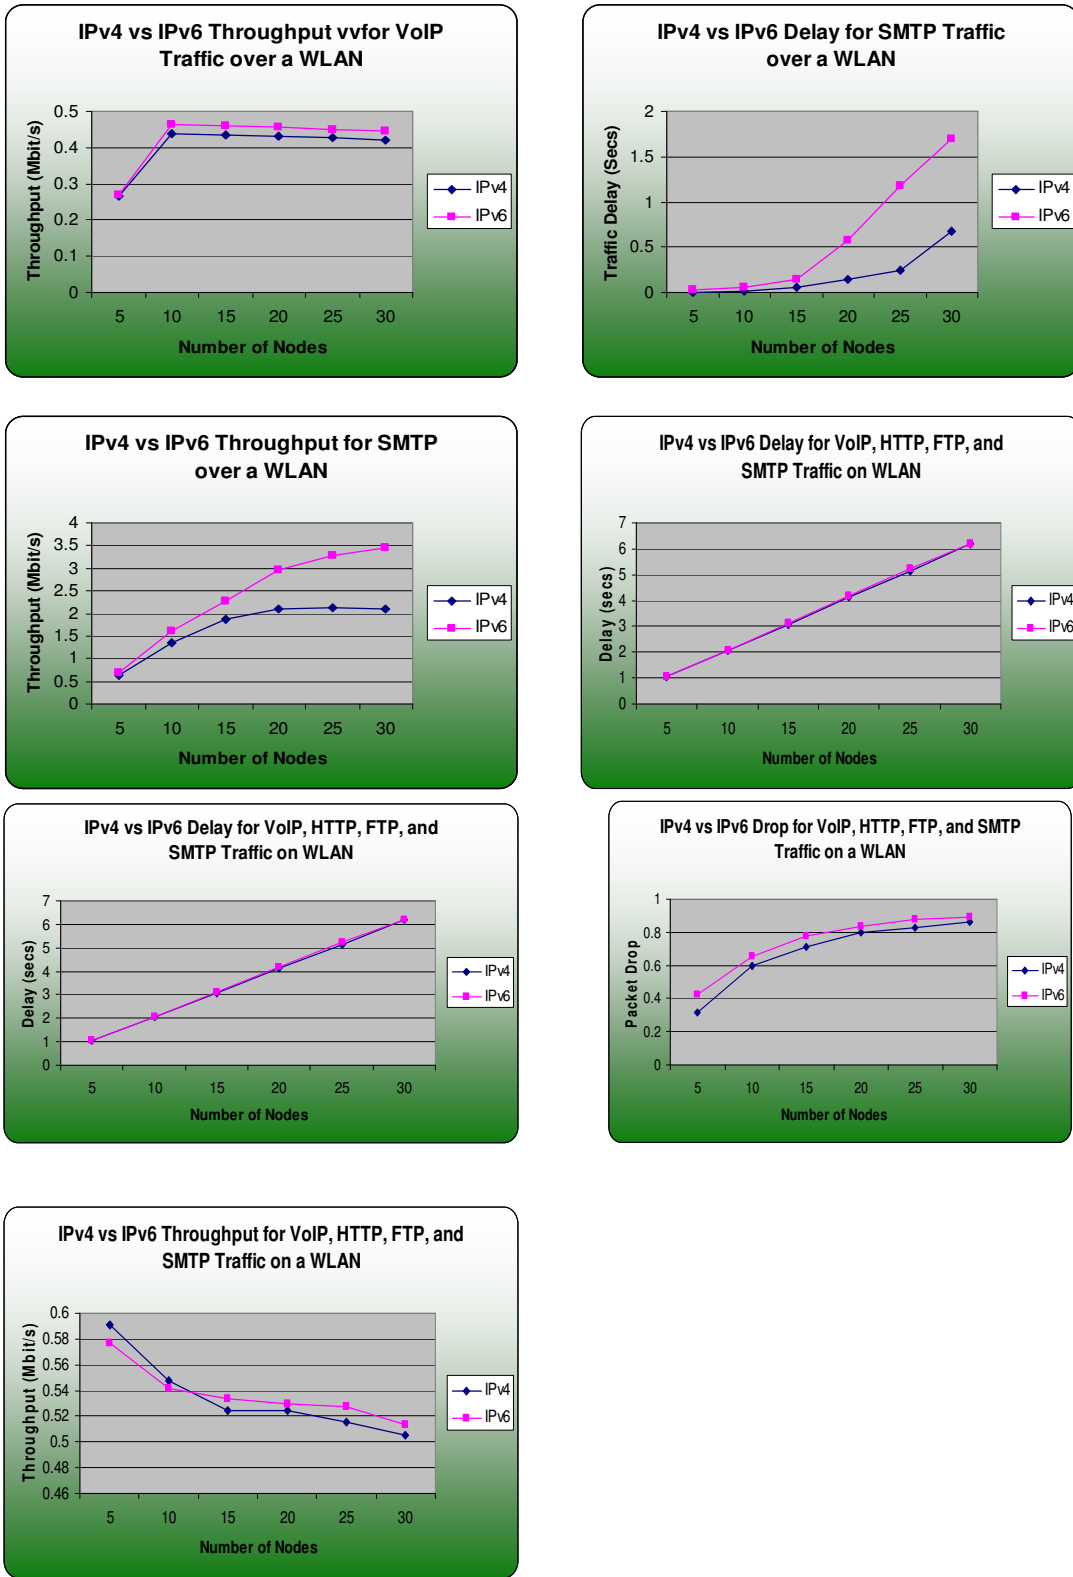 IPv4 vs IPv6 Throughput vvfor VoIP
Traffic over a WLAN
Throughput (Mbit/s)
0.5
0.4
0.3
0.2
0.1
0
5 10 15 20 25 30
Number of Nodes
IPv4
IPv6
IPv4 vs IPv6 Delay for SMTP Traffic
over a WLAN
Traffic Delay (Secs)
2
1.5
1
0.5
0
5 10 15 20 25 30
Number of Nodes
IPv4
IPv6
IPv4 vs IPv6 Throughput for SMTP
over a WLAN
Throughput (Mbit/s)
4
3.5
3
2.5
2
1.5
1
0.5
0
5 10 15 20 25 30
Number of Nodes
IPv4
IPv6
IPv4 vs IPv6 Delay for VoIP, HTTP, FTP, and
SMTP Traffic on WLAN
Delay (secs)
7
6
5
4
3
2
1
0
5 10 15 20 25 30
Number of Nodes
IPv4
IPv6
IPv4 vs IPv6 Delay for VoIP, HTTP, FTP, and
SMTP Traffic on WLAN
Delay (secs)
7
6
5
4
3
2
1
0
5 10 15 20 25 30
Number of Nodes
IPv4
IPv6
IPv4 vs IPv6 Drop for VoIP, HTTP, FTP, and SMTP
Traffic on a WLAN
Packet Drop
1
0.8
0.6
0.4
0.2
0
5 10 15 20 25 30
Number of Nodes
IPv4
IPv6
IPv4 vs IPv6 Throughput for VoIP, HTTP, FTP, and
SMTP Traffic on a WLAN
Throughput (Mbit/s)
0.6
0.58
0.56
0.54
0.52
0.5
0.48
0.46
5 10 15 20 25 30
Number of Nodes
IPv4
IPv6